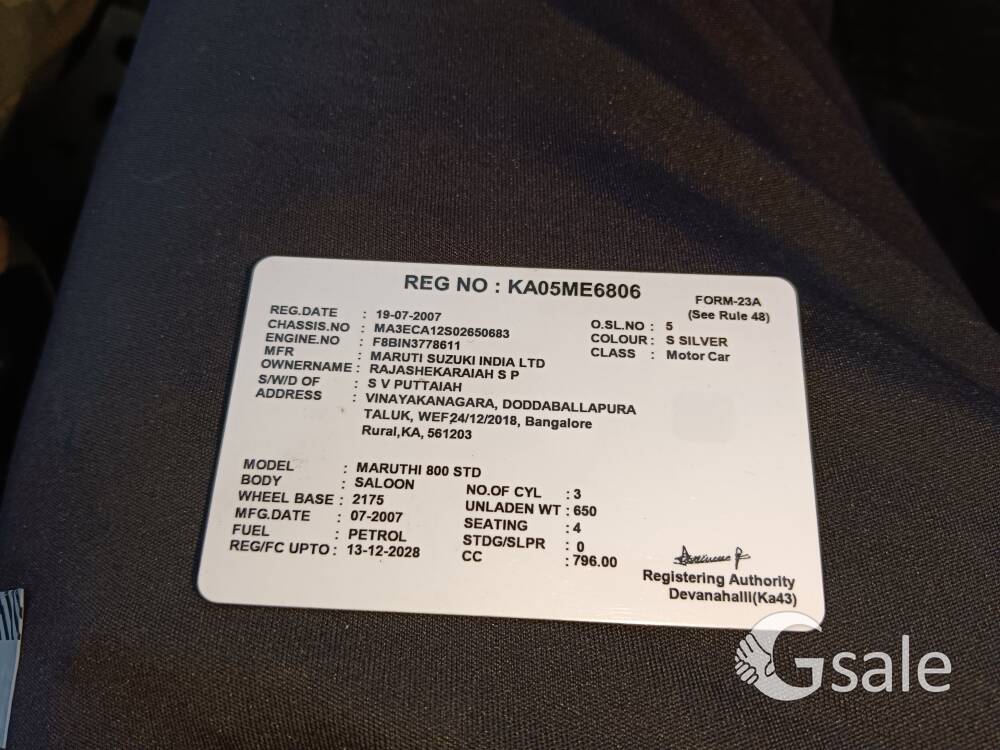 REG NO : KA05ME6806
FORM-23A
(See Rule 48)
REG.DATE : 19-07-2007
O.SL.NO : 5
CHASSIS.NO : MA3ECA12S02650683
COLOUR : S SILVER
ENGINE.NO : F8BIN3778611
CLASS : Motor Car
MFR : MARUTI SUZUKI INDIA LTD
OWNERNAME : RAJASHEKARAIAH S P
S/W/D OF : S V PUTTAIAH
ADDRESS : VINAYAKANAGARA, DODDABALLAPURA
TALUK, WEF24/12/2018, Bangalore
Rural,KA, 561203
MODEL : MARUTHI 800 STD
BODY : SALOON
NO.OF CYL : 3
WHEEL BASE : 2175
UNLADEN WT : 650
MFG.DATE : 07-2007
SEATING : 4
FUEL : PETROL
STDG/SLPR : 0
REG/FC UPTO : 13-12-2028
CC : 796.00
Registering Authority
Devanahalli(Ka43)
Gsale